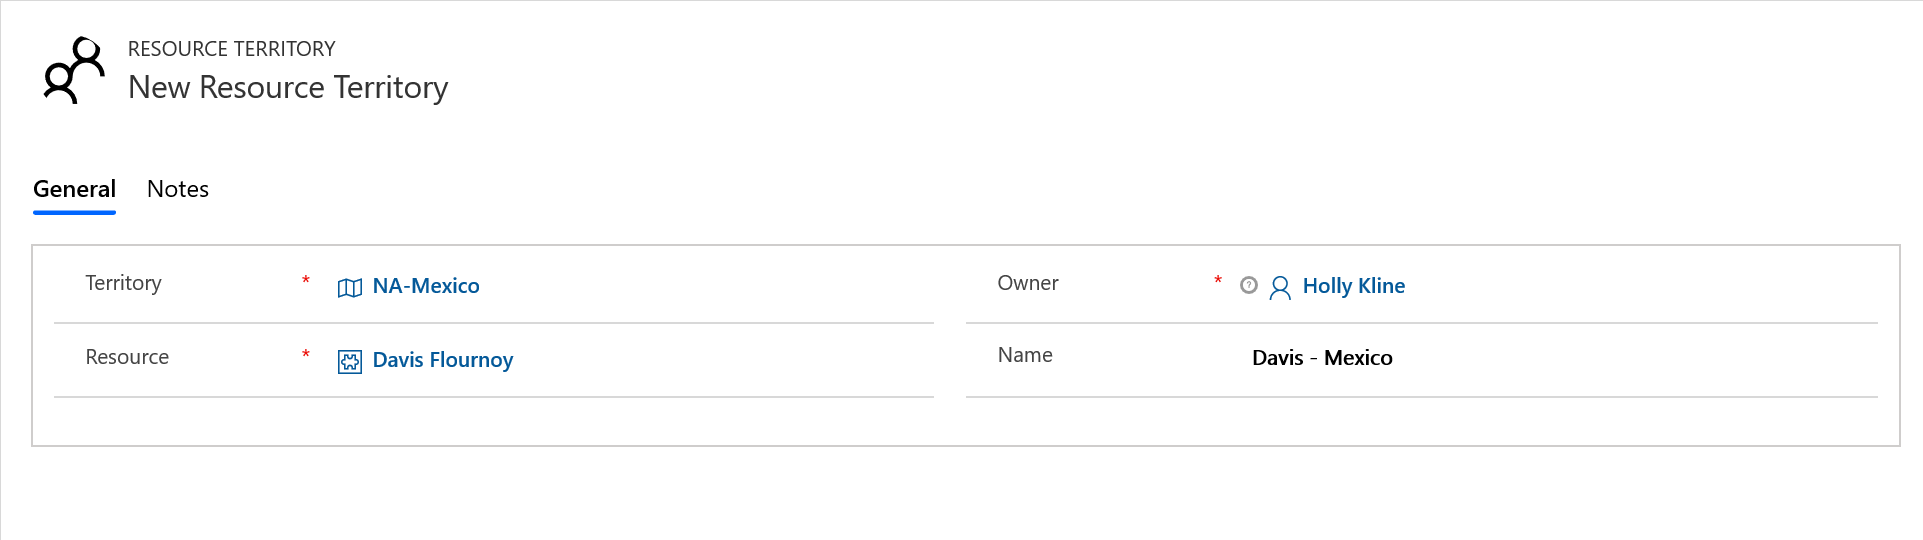 RESOURCE TERRITORY
New Resource Territory
General Notes
Territory * NA-Mexico
Owner * Holly Kline
Resource * Davis Flournoy
Name Davis - Mexico